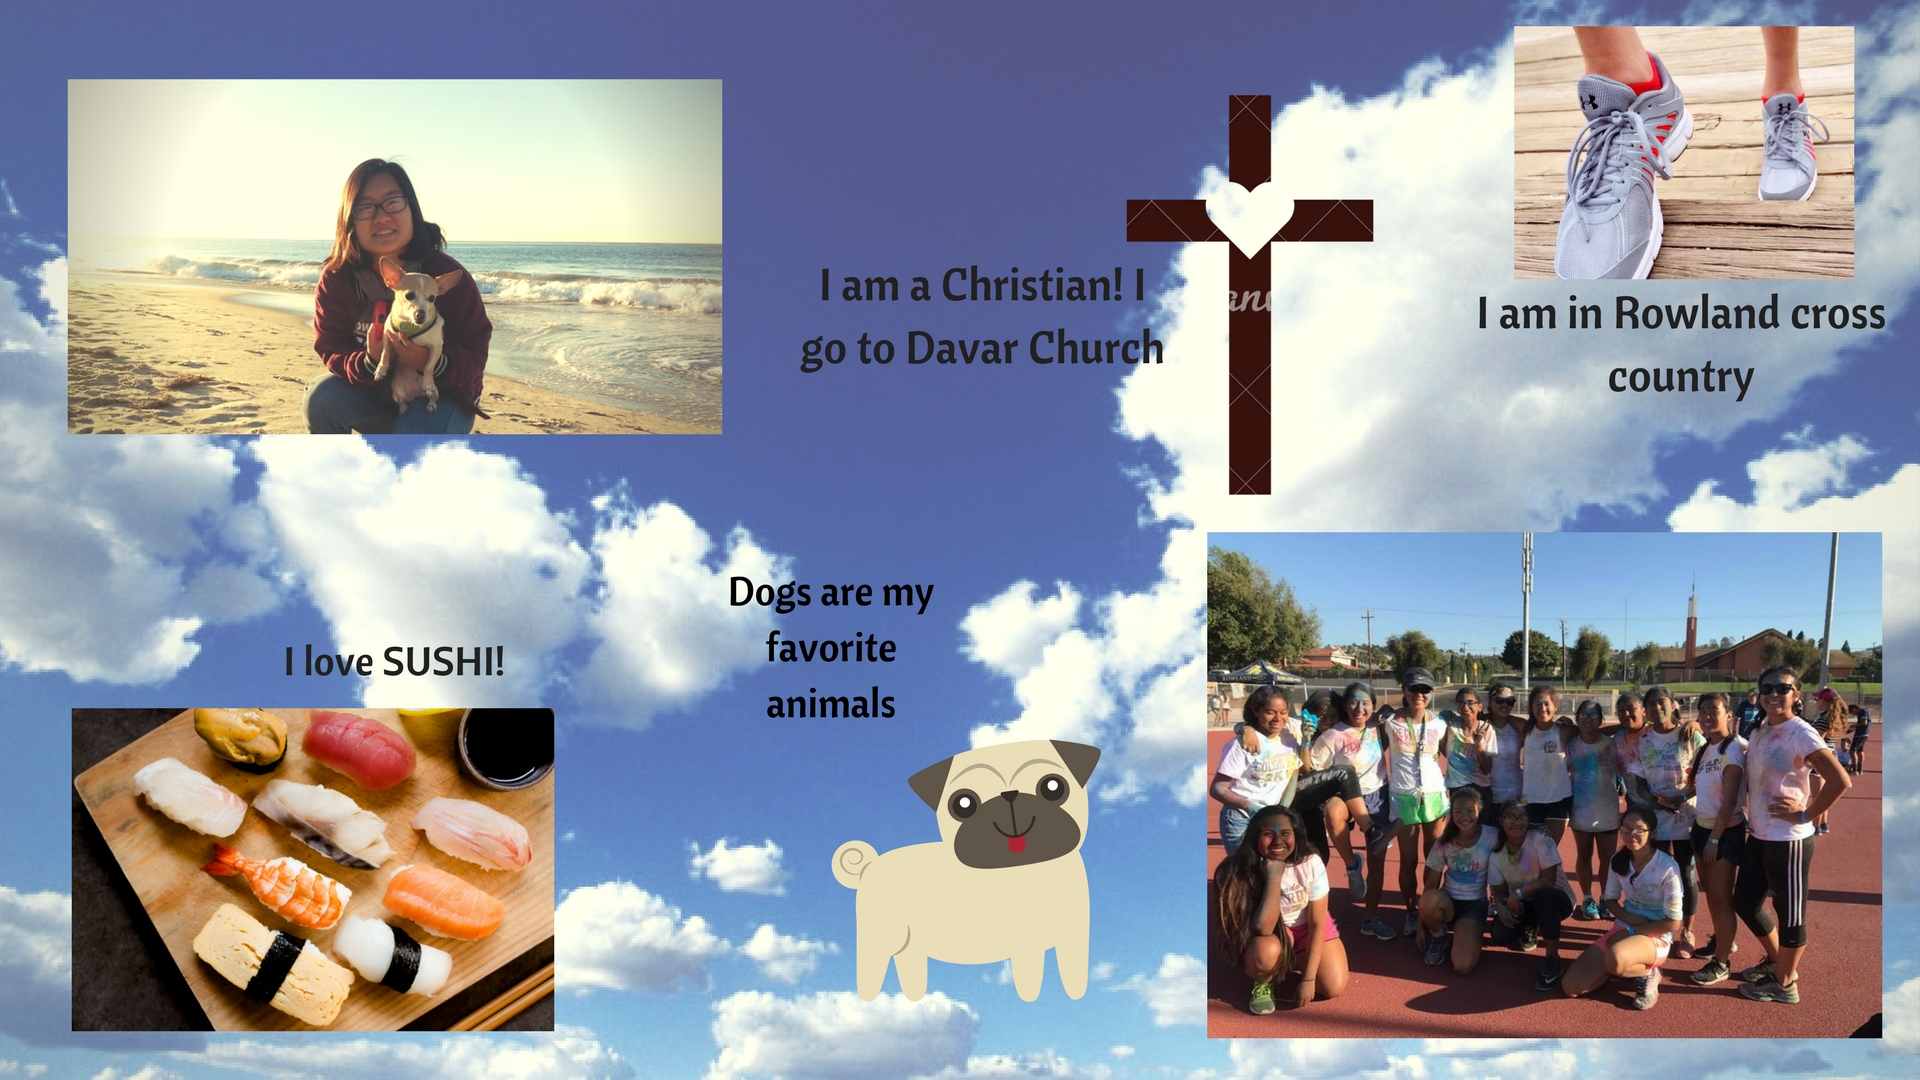 I am a Christian! I
go to Davar Church
I am in Rowland cross
country
Dogs are my
favorite
animals
I love SUSHI!